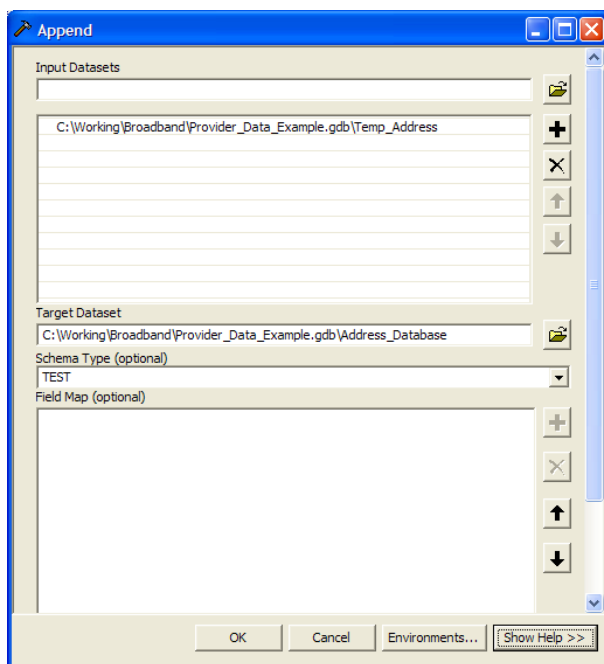 Append
Input Datasets
C:\Working\Broadband\Provider_Data_Example.gdb\Temp_Address
Target Dataset
C:\Working\Broadband\Provider_Data_Example.gdb\Address_Database
Schema Type (optional)
TEST
Field Map (optional)
OK Cancel Environments... Show Help >>